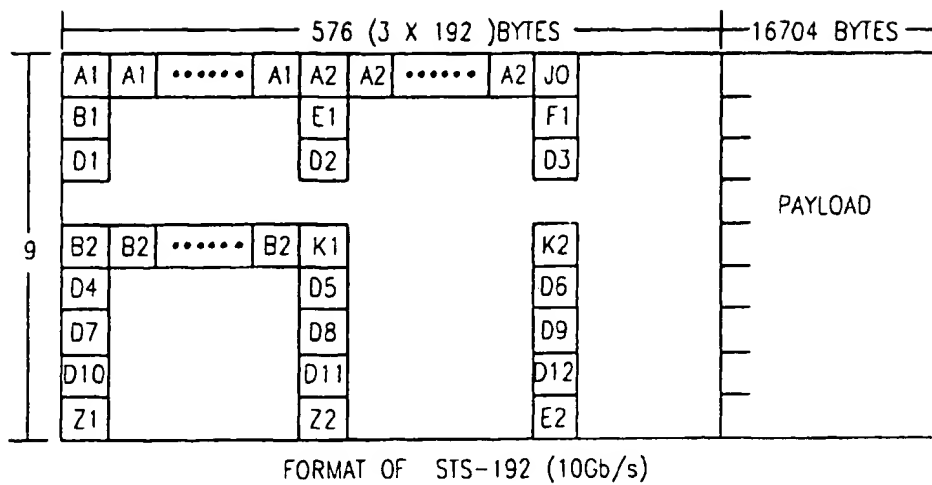 576 (3 X 192 )BYTES 16704 BYTES
A1 A1 •••••• A1 A2 A2 •••••• A2 J0
B1 E1 F1
D1 D2 D3
PAYLOAD
9 B2 B2 •••••• B2 K1 K2
D4 D5 D6
D7 D8 D9
D10 D11 D12
Z1 Z2 E2
FORMAT OF STS-192 (10Gb/s)